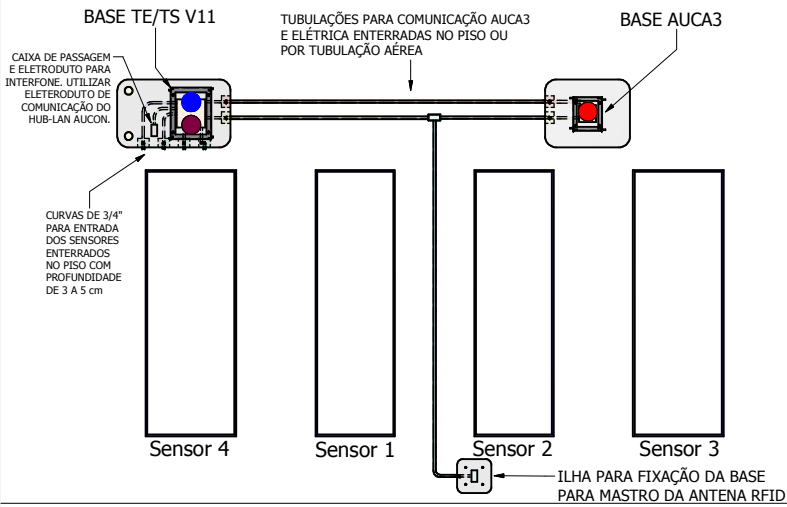 BASE TE/TS V11
TUBULAÇÕES PARA COMUNICAÇÃO AUCA3
E ELÉTRICA ENTERRADAS NO PISO OU
POR TUBULAÇÃO AÉREA
BASE AUCA3
CAIXA DE PASSAGEM
E ELETRODUTO PARA
INTERFONE. UTILIZAR
ELETERODUTO DE
COMUNICAÇÃO DO
HUB-LAN AUCON.
CURVAS DE 3/4"
PARA ENTRADA
DOS SENSORES
ENTERRADOS
NO PISO COM
PROFUNDIDADE
DE 3 A 5 cm
Sensor 4
Sensor 1
Sensor 2
Sensor 3
ILHA PARA FIXAÇÃO DA BASE
PARA MASTRO DA ANTENA RFID